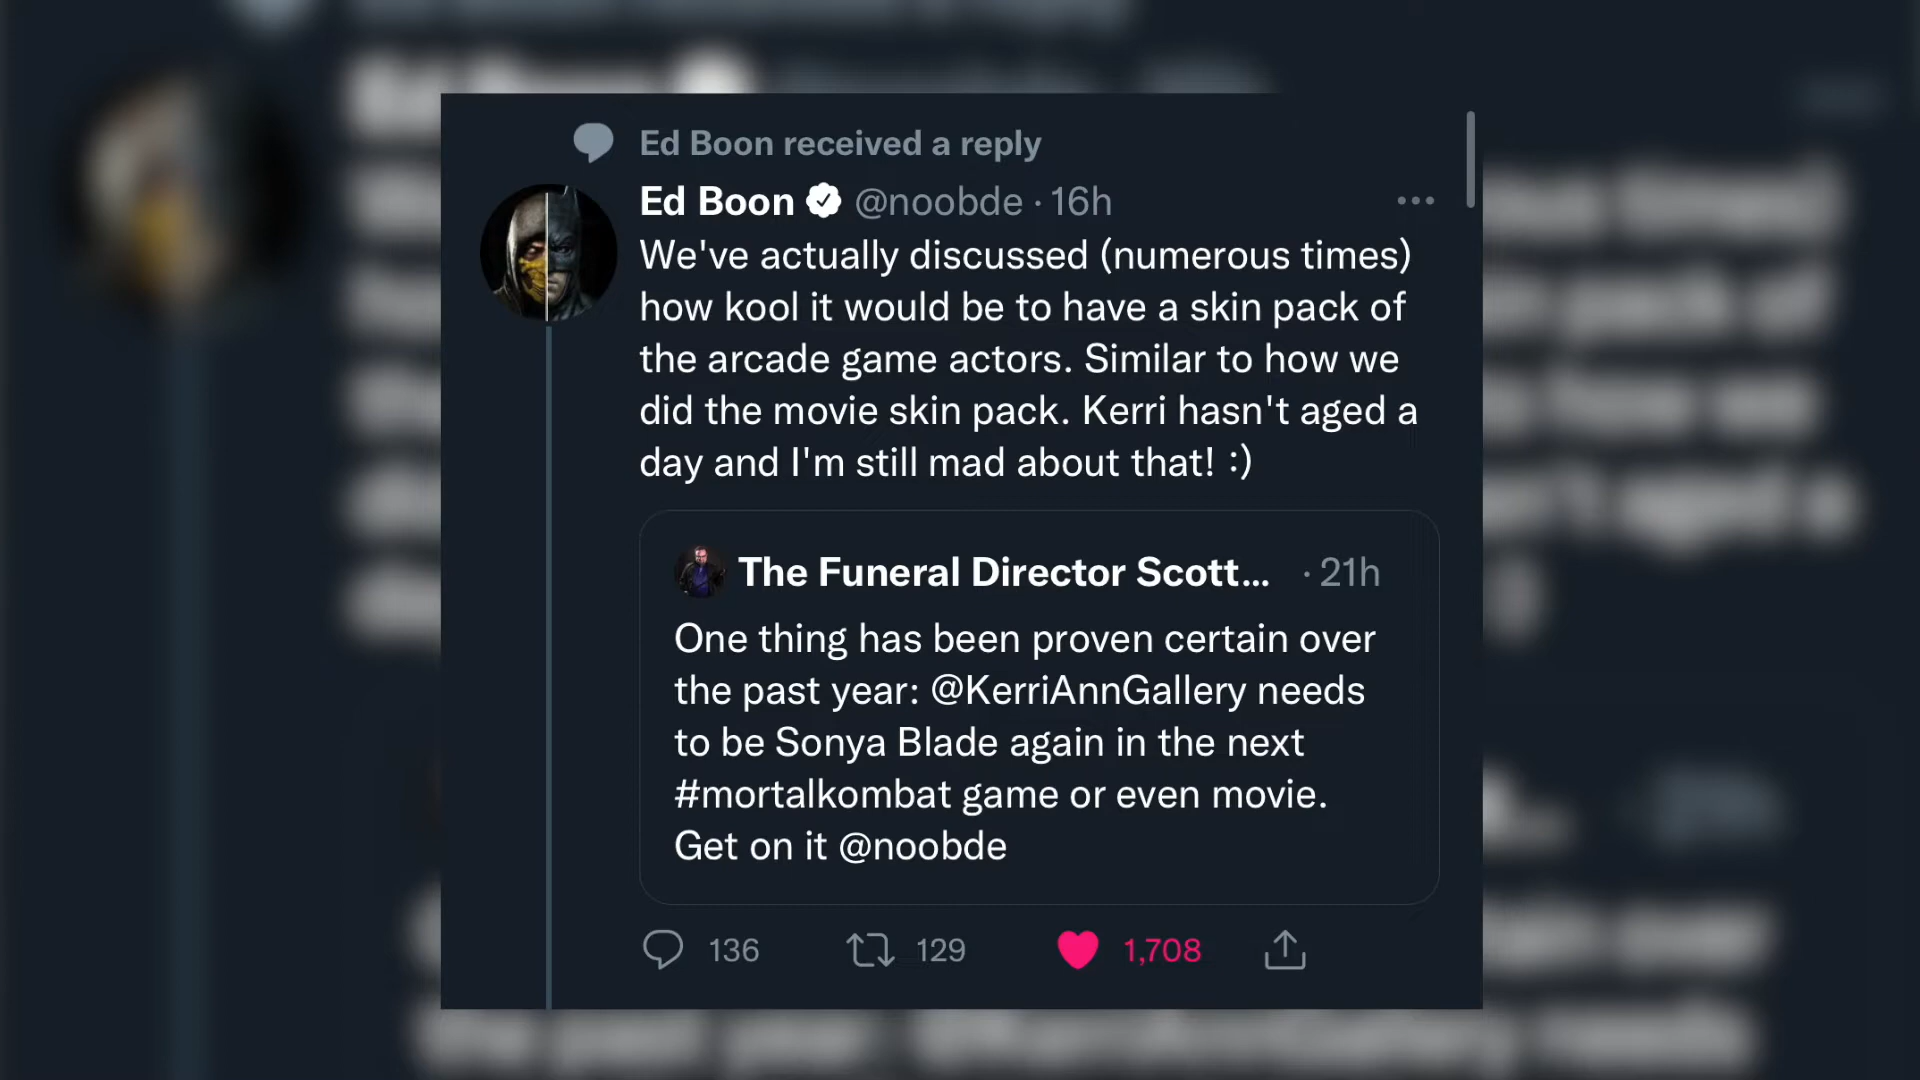 Ed Boon received a reply
Ed Boon @noobde · 16h
We've actually discussed (numerous times)
how kool it would be to have a skin pack of
the arcade game actors. Similar to how we
did the movie skin pack. Kerri hasn't aged a
day and I'm still mad about that! :)
The Funeral Director Scott... · 21h
One thing has been proven certain over
the past year: @KerriAnnGallery needs
to be Sonya Blade again in the next
#mortalkombat game or even movie.
Get on it @noobde
136 129 1,708